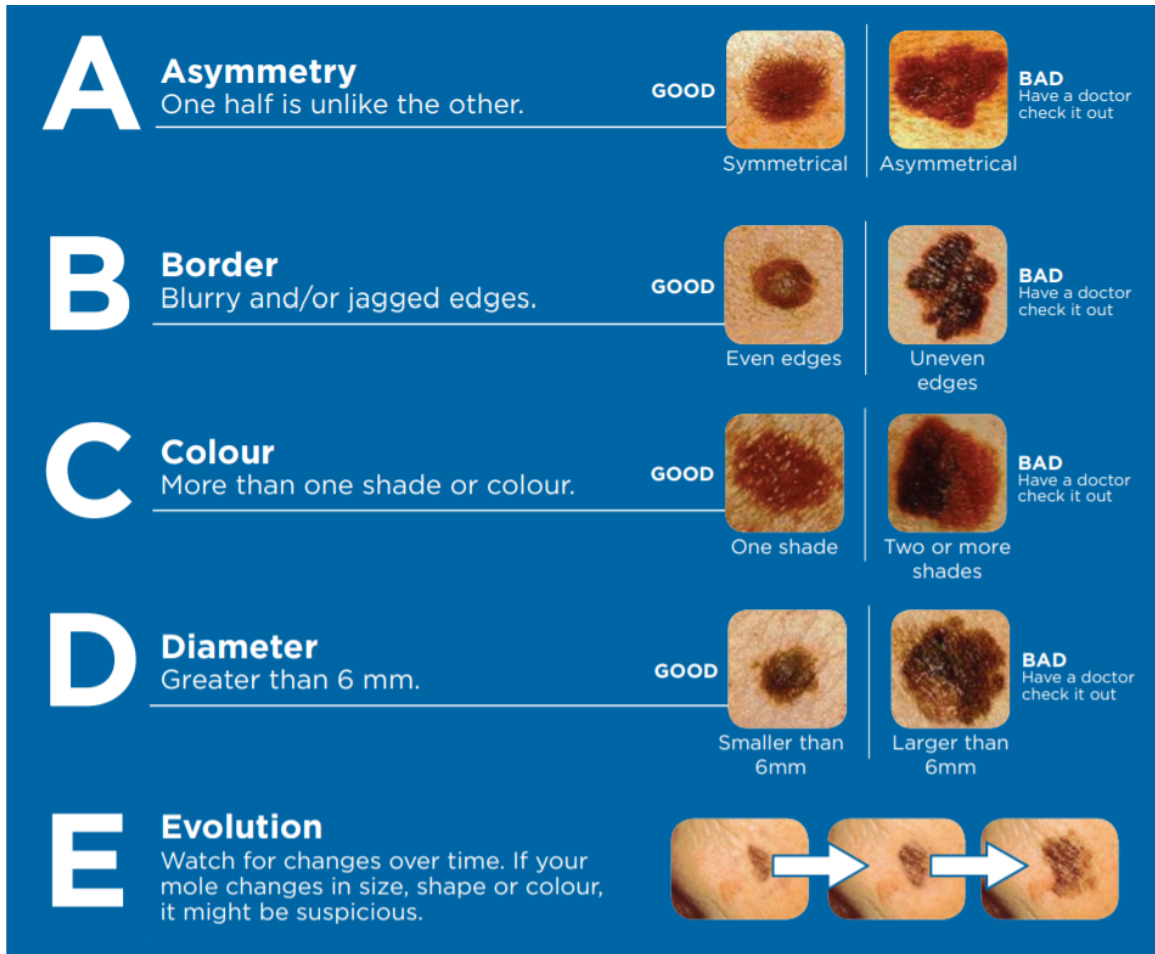 A
Asymmetry
One half is unlike the other.
GOOD
Symmetrical
Asymmetrical
BAD
Have a doctor
check it out
B
Border
Blurry and/or jagged edges.
GOOD
Even edges
Uneven
edges
BAD
Have a doctor
check it out
C
Colour
More than one shade or colour.
GOOD
One shade
Two or more
shades
BAD
Have a doctor
check it out
D
Diameter
Greater than 6 mm.
GOOD
Smaller than
6mm
Larger than
6mm
BAD
Have a doctor
check it out
E
Evolution
Watch for changes over time. If your
mole changes in size, shape or colour,
it might be suspicious.